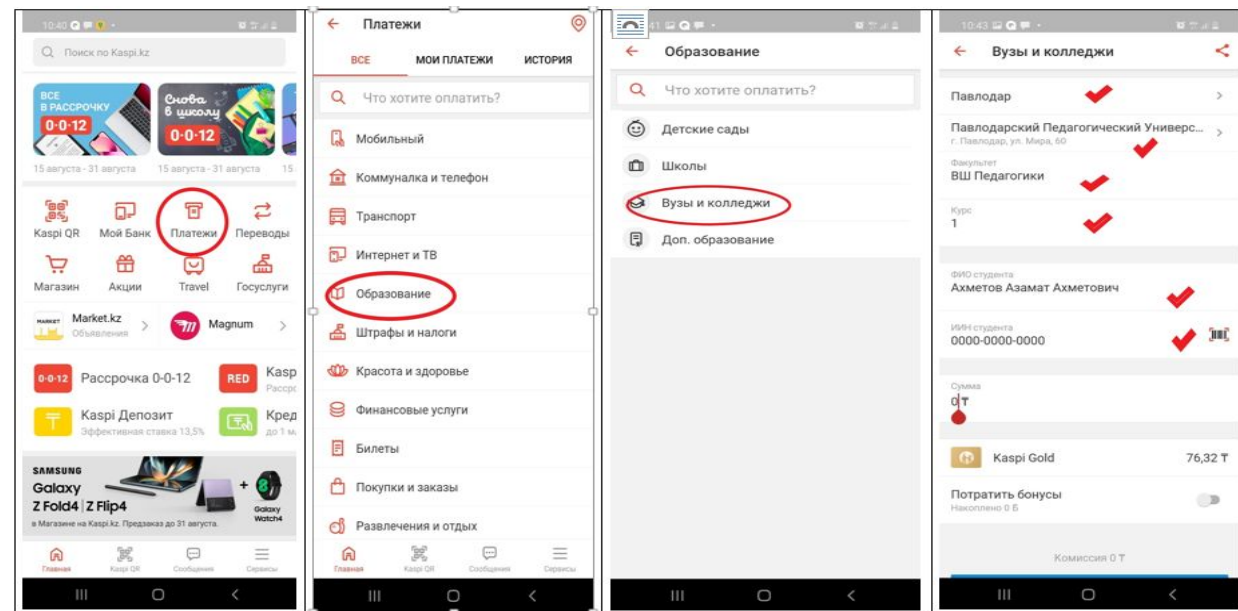 10:40
Поиск по Kaspi.kz
ВСЕ
В РАССРОЧКУ
0-0-12
Снова
в школу
0·0·12
15 августа - 31 августа
15 августа - 31 августа
15
Kaspi QR
Мой Банк
Платежи
Переводы
Магазин
Акции
Travel
Госуслуги
MARKET
Market.kz
Объявления
Magnum
0-0-12
Рассрочка 0-0-12
RED
Kasp
Рассро
Kaspi Депозит
Эффективная ставка 13,5%
Кред
до 1 м
SAMSUNG
Galaxy
Z Fold4 | Z Flip4
в Магазине на Kaspi.kz. Предзаказ до 31 августа.
+
Galaxy
Watch4
Главная
Kaspi QR
Сообщения
Сервисы
Платежи
ВСЕ
МОИ ПЛАТЕЖИ
ИСТОРИЯ
Что хотите оплатить?
Мобильный
Коммуналка и телефон
Транспорт
Интернет и ТВ
Образование
Штрафы и налоги
Красота и здоровье
Финансовые услуги
Билеты
Покупки и заказы
Развлечения и отдых
Главная
Kaspi QR
Сообщения
Сервисы
41
Образование
Что хотите оплатить?
Детские сады
Школы
Вузы и колледжи
Доп. образование
10:43
Вузы и колледжи
Павлодар
Павлодарский Педагогический Универс...
г. Павлодар, ул. Мира, 60
Факультет
ВШ Педагогики
Курс
1
ФИО студента
Ахметов Азамат Ахметович
ИИН студента
0000-0000-0000
Сумма
0 ₸
Kaspi Gold
76,32 ₸
Потратить бонусы
Накоплено 0 Б
Комиссия 0 ₸